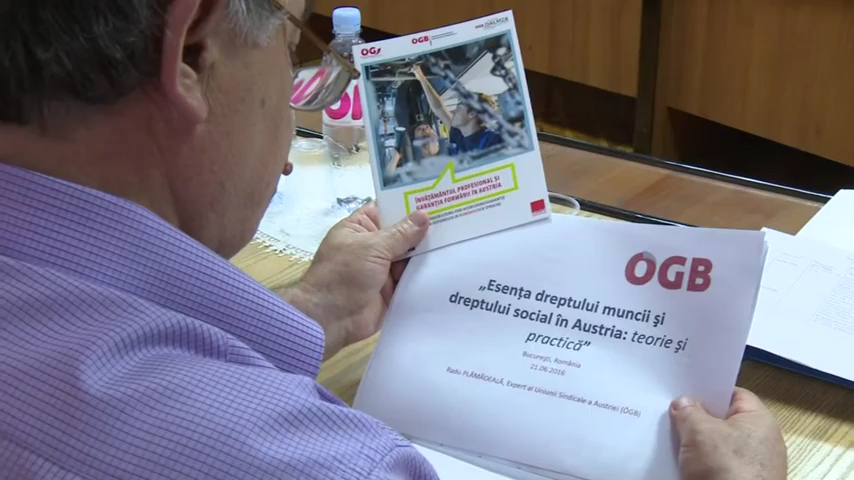 OGB
ÎNVĂȚĂMÂNTUL PROFESIONAL ȘI
GARANȚIA FORMĂRII ÎN AUSTRIA
OGB
„Esența dreptului muncii și
dreptului social în Austria: teorie și
practică”
București, România
21.06.2016
Radu PLĂMĂDEALĂ, Expert al Uniunii Sindicale a Austriei (ÖGB)